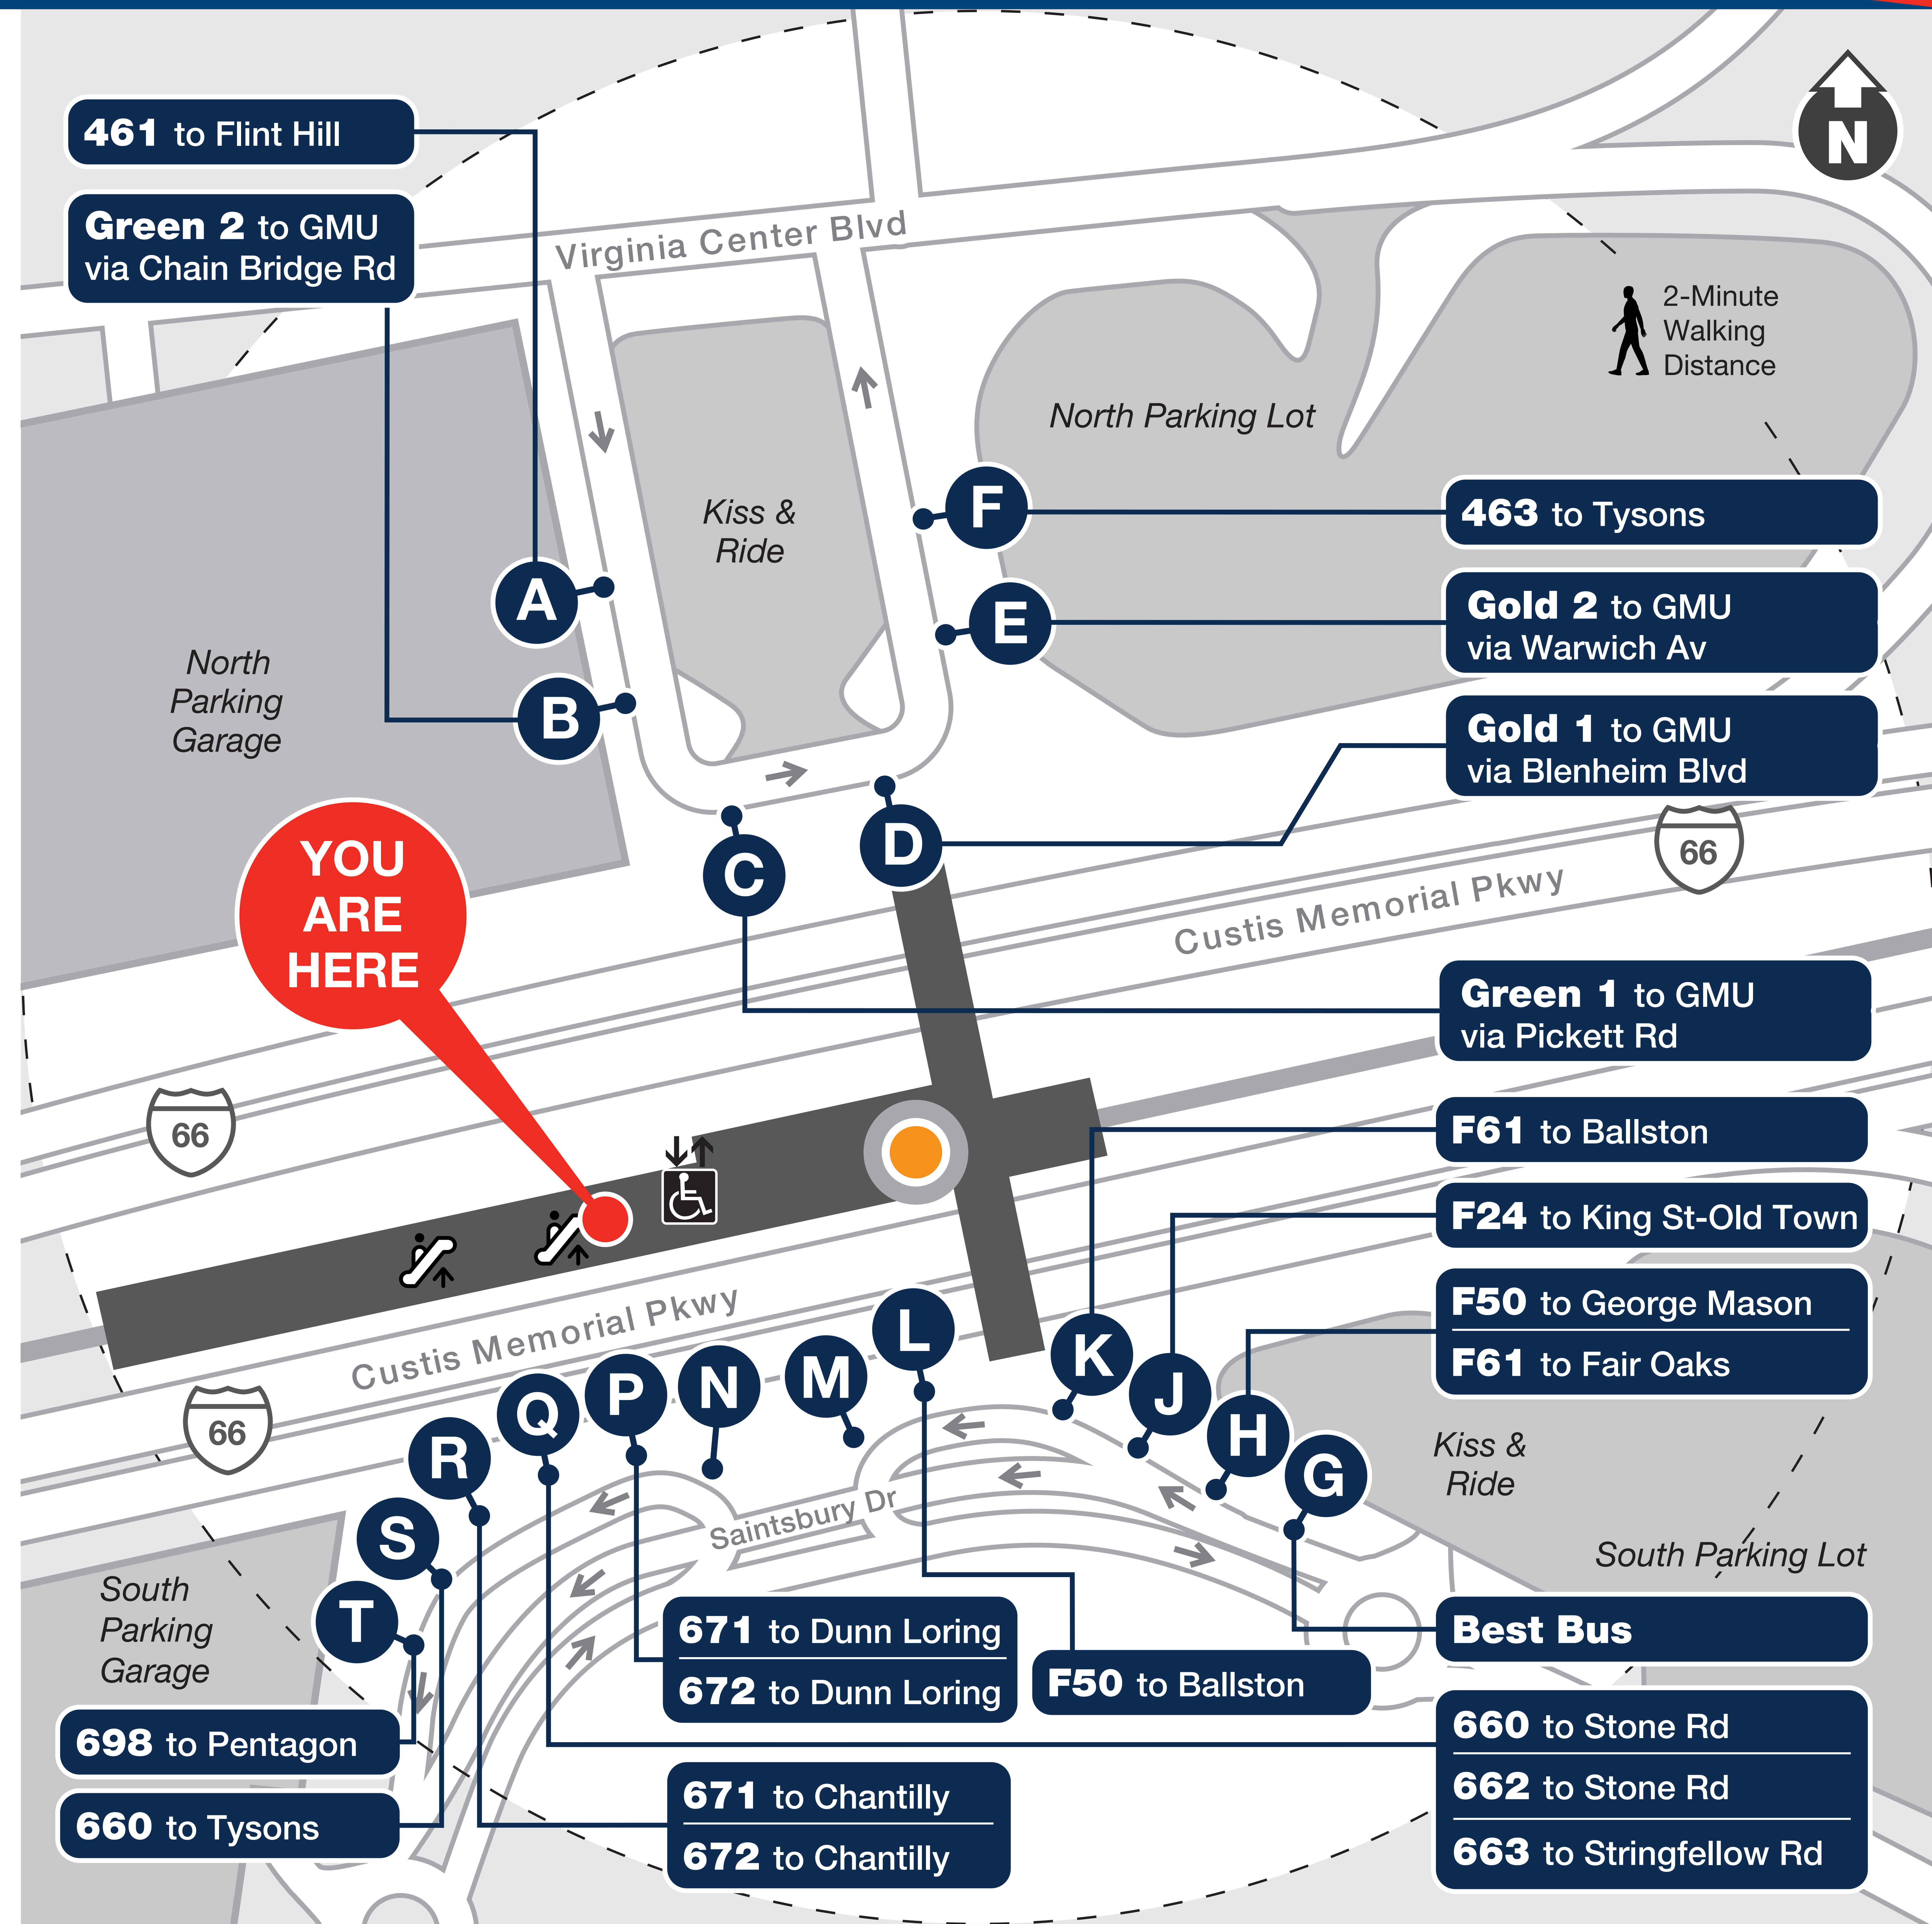 N
461 to Flint Hill
Green 2 to GMU
via Chain Bridge Rd
Virginia Center Blvd
2-Minute
Walking
Distance
North Parking Lot
Kiss &
Ride
F
463 to Tysons
A
E
Gold 2 to GMU
via Warwich Av
North
Parking
Garage
B
Gold 1 to GMU
via Blenheim Blvd
YOU
ARE
HERE
C
D
66
Custis Memorial Pkwy
Green 1 to GMU
via Pickett Rd
66
F61 to Ballston
F24 to King St-Old Town
F50 to George Mason
F61 to Fair Oaks
Custis Memorial Pkwy
66
L
K
M
N
P
Q
R
S
T
J
H
G
Kiss &
Ride
Saintsbury Dr
South Parking Lot
South
Parking
Garage
671 to Dunn Loring
672 to Dunn Loring
F50 to Ballston
Best Bus
698 to Pentagon
660 to Tysons
671 to Chantilly
672 to Chantilly
660 to Stone Rd
662 to Stone Rd
663 to Stringfellow Rd